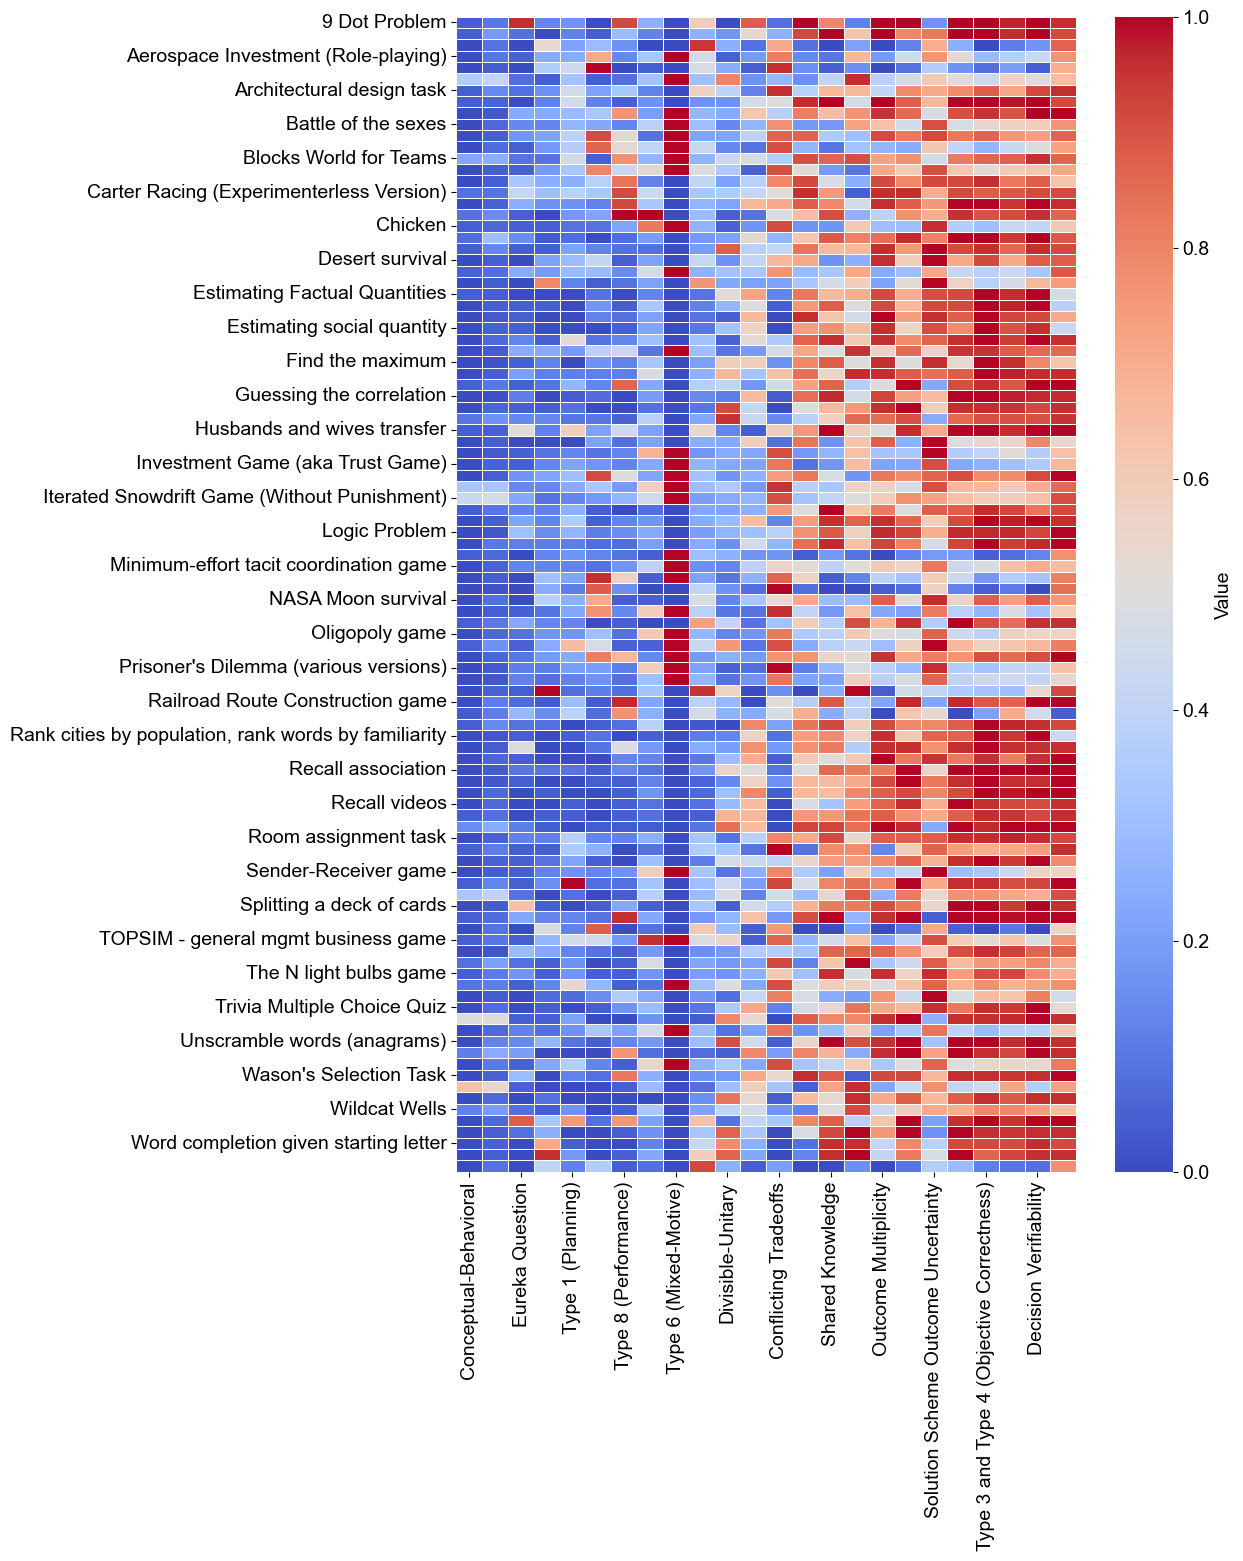 9 Dot Problem
Aerospace Investment (Role-playing)
Architectural design task
Battle of the sexes
Blocks World for Teams
Carter Racing (Experimenterless Version)
Chicken
Desert survival
Estimating Factual Quantities
Estimating social quantity
Find the maximum
Guessing the correlation
Husbands and wives transfer
Investment Game (aka Trust Game)
Iterated Snowdrift Game (Without Punishment)
Logic Problem
Minimum-effort tacit coordination game
NASA Moon survival
Oligopoly game
Prisoner's Dilemma (various versions)
Railroad Route Construction game
Rank cities by population, rank words by familiarity
Recall association
Recall videos
Room assignment task
Sender-Receiver game
Splitting a deck of cards
TOPSIM - general mgmt business game
The N light bulbs game
Trivia Multiple Choice Quiz
Unscramble words (anagrams)
Wason's Selection Task
Wildcat Wells
Word completion given starting letter
Conceptual-Behavioral
Eureka Question
Type 1 (Planning)
Type 8 (Performance)
Type 6 (Mixed-Motive)
Divisible-Unitary
Conflicting Tradeoffs
Shared Knowledge
Outcome Multiplicity
Solution Scheme Outcome Uncertainty
Type 3 and Type 4 (Objective Correctness)
Decision Verifiability
1.0
0.8
0.6
0.4
0.2
0.0
Value